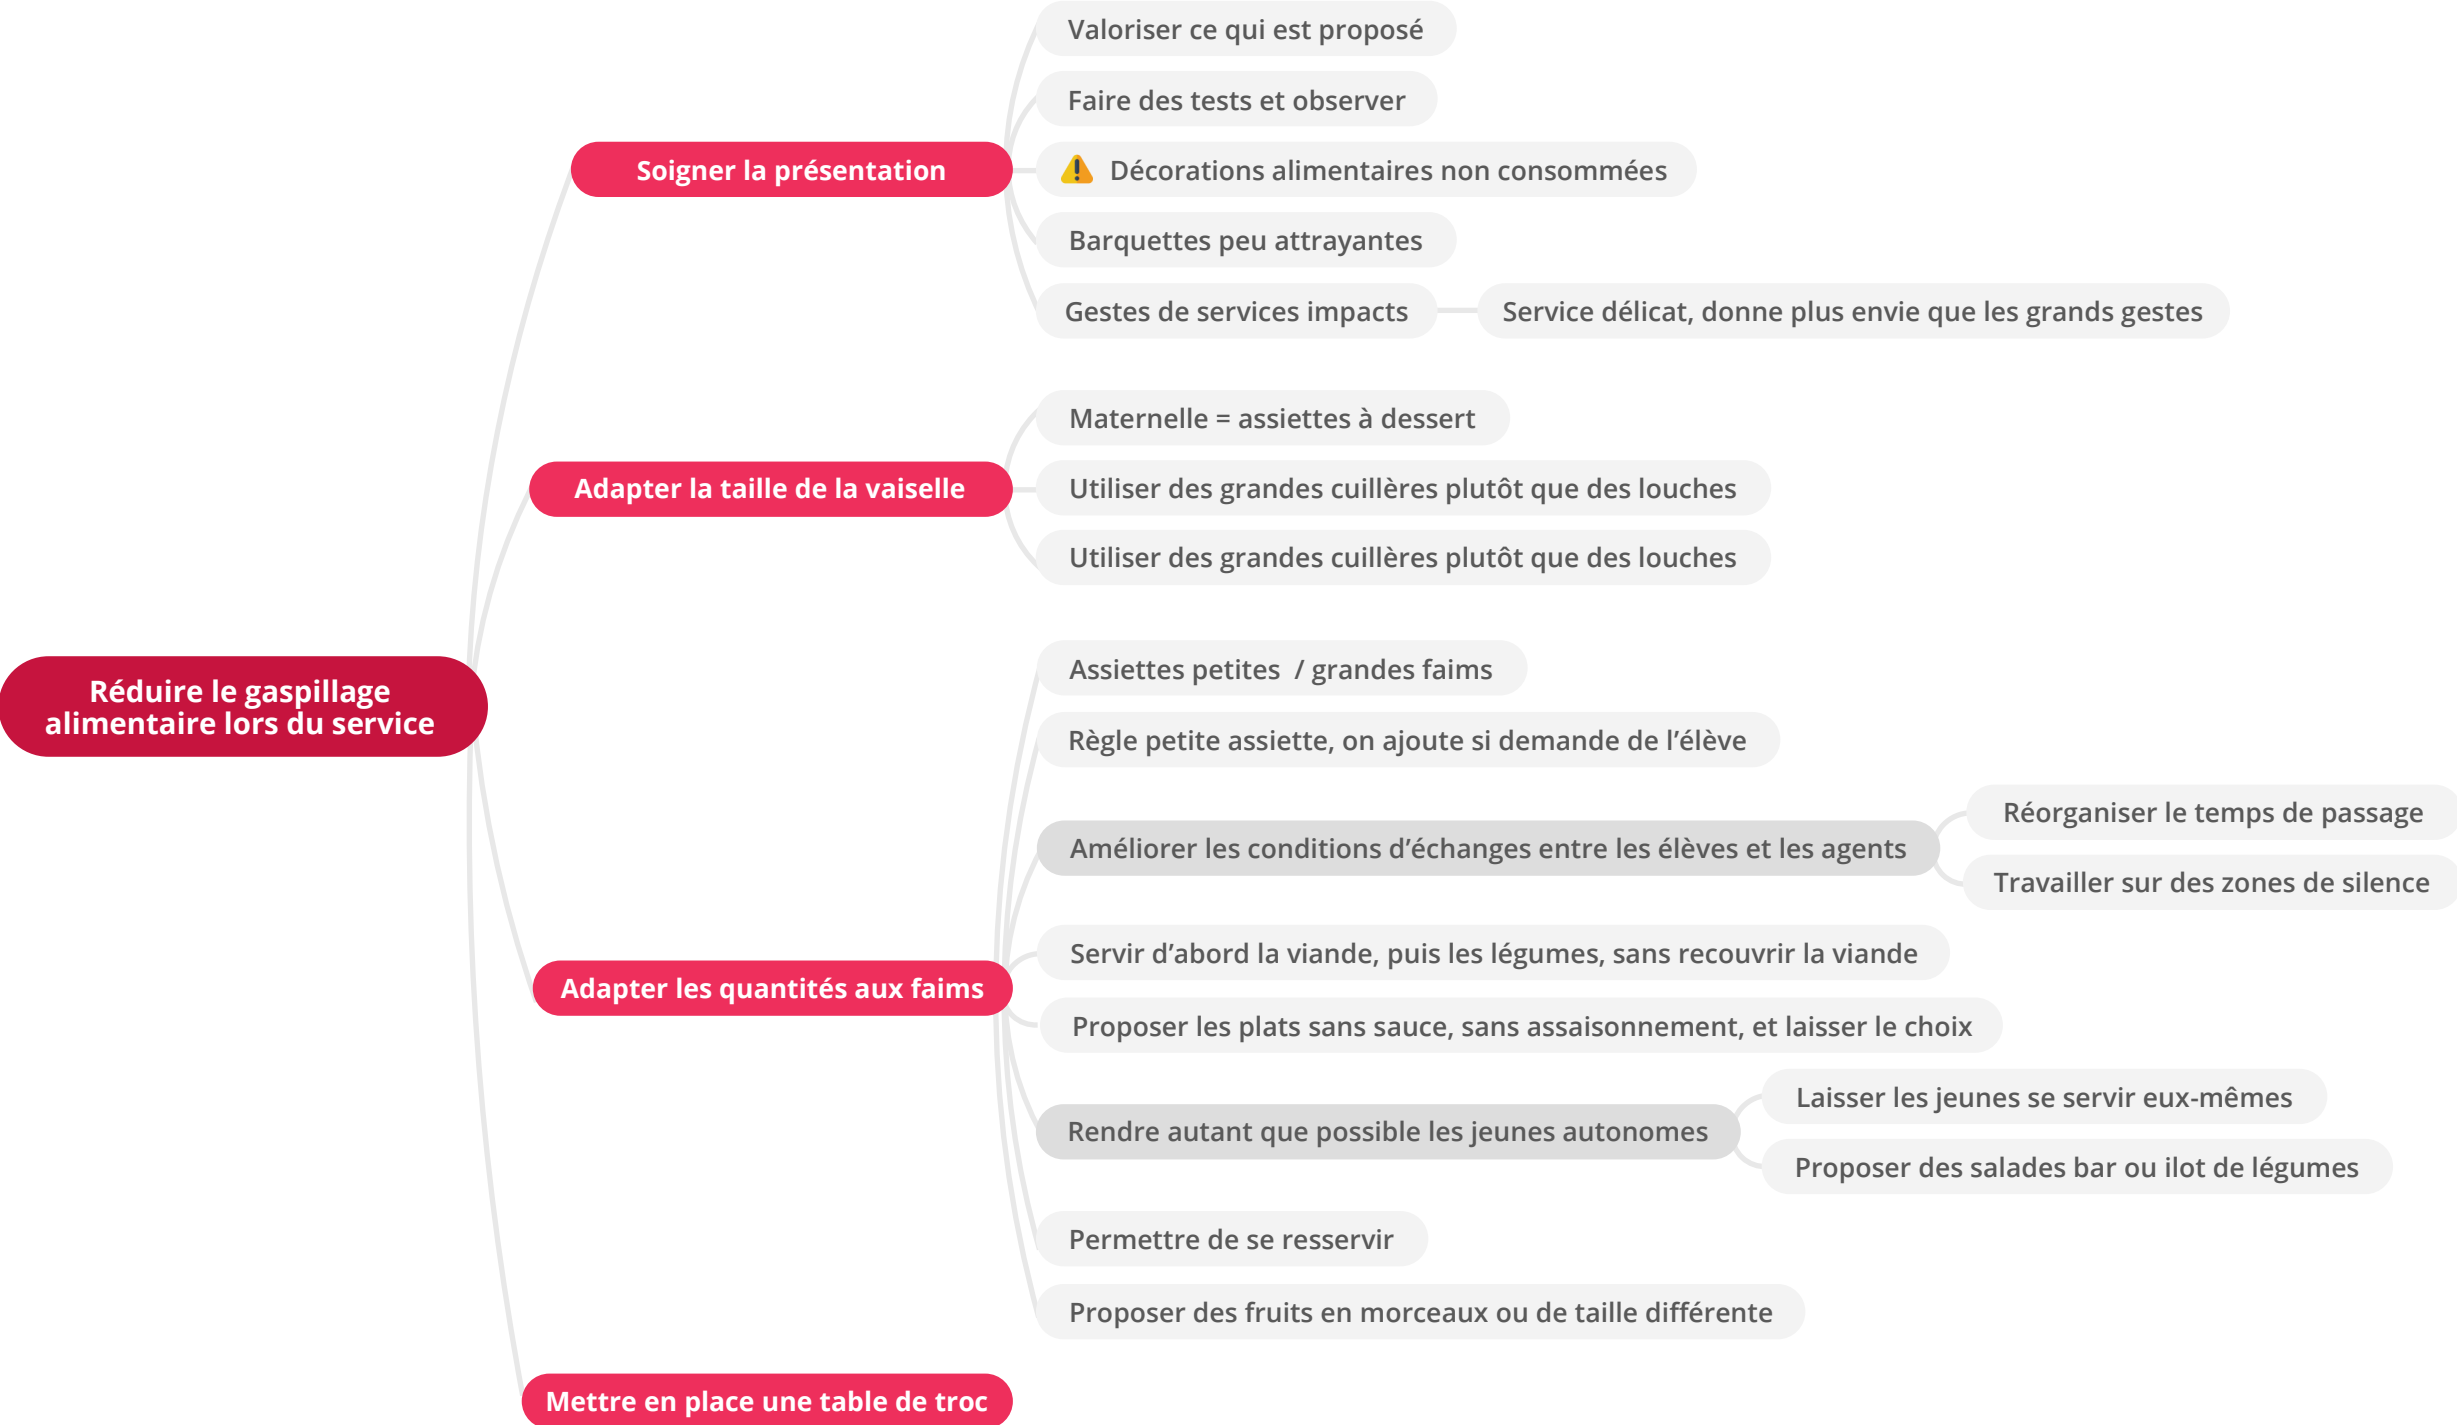 Réduire le gaspillage
alimentaire lors du service
Soigner la présentation
Valoriser ce qui est proposé
Faire des tests et observer
Décorations alimentaires non consommées
Barquettes peu attrayantes
Gestes de services impacts
Service délicat, donne plus envie que les grands gestes
Adapter la taille de la vaiselle
Maternelle = assiettes à dessert
Utiliser des grandes cuillères plutôt que des louches
Utiliser des grandes cuillères plutôt que des louches
Adapter les quantités aux faims
Assiettes petites / grandes faims
Règle petite assiette, on ajoute si demande de l’élève
Améliorer les conditions d’échanges entre les élèves et les agents
Réorganiser le temps de passage
Travailler sur des zones de silence
Servir d’abord la viande, puis les légumes, sans recouvrir la viande
Proposer les plats sans sauce, sans assaisonnement, et laisser le choix
Rendre autant que possible les jeunes autonomes
Laisser les jeunes se servir eux-mêmes
Proposer des salades bar ou ilot de légumes
Permettre de se resservir
Proposer des fruits en morceaux ou de taille différente
Mettre en place une table de troc